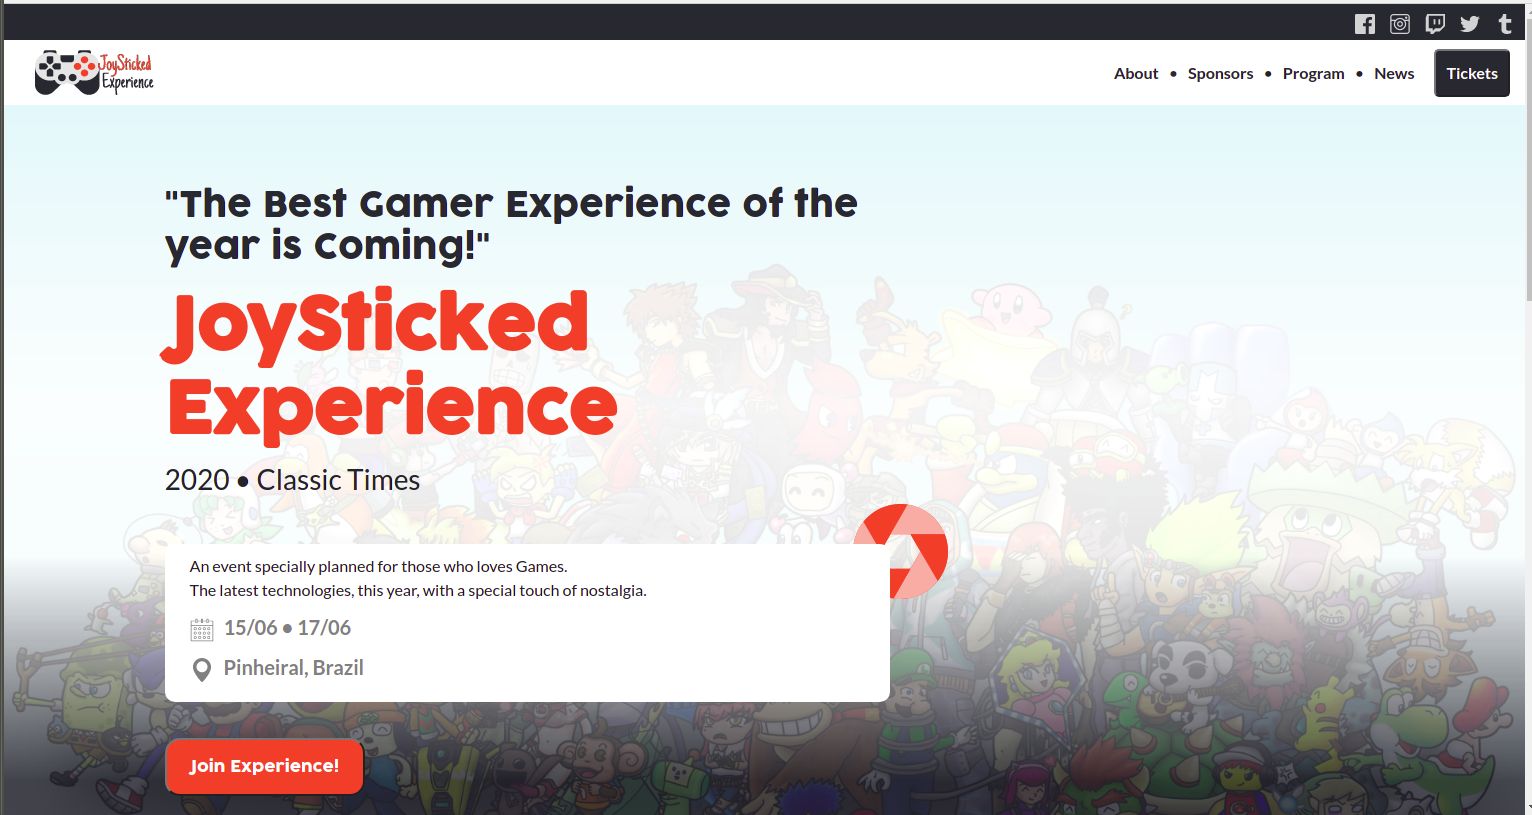 JoySticked
Experience
About • Sponsors • Program • News Tickets
"The Best Gamer Experience of the
year is Coming!"
JoySticked
Experience
2020 • Classic Times
An event specially planned for those who loves Games.
The latest technologies, this year, with a special touch of nostalgia.
15/06 • 17/06
Pinheiral, Brazil
Join Experience!